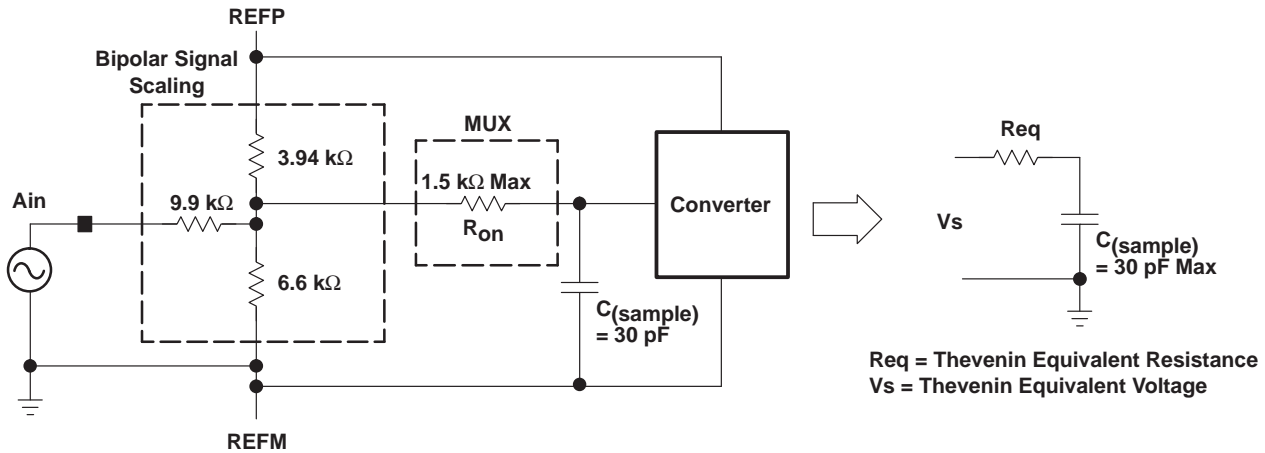 REFP
Bipolar Signal
Scaling
3.94 kΩ
MUX
1.5 kΩ Max
Ron
Ain
9.9 kΩ
6.6 kΩ
C(sample)
= 30 pF
Converter
REFM
Req
Vs
C(sample)
= 30 pF Max
Req = Thevenin Equivalent Resistance
Vs = Thevenin Equivalent Voltage